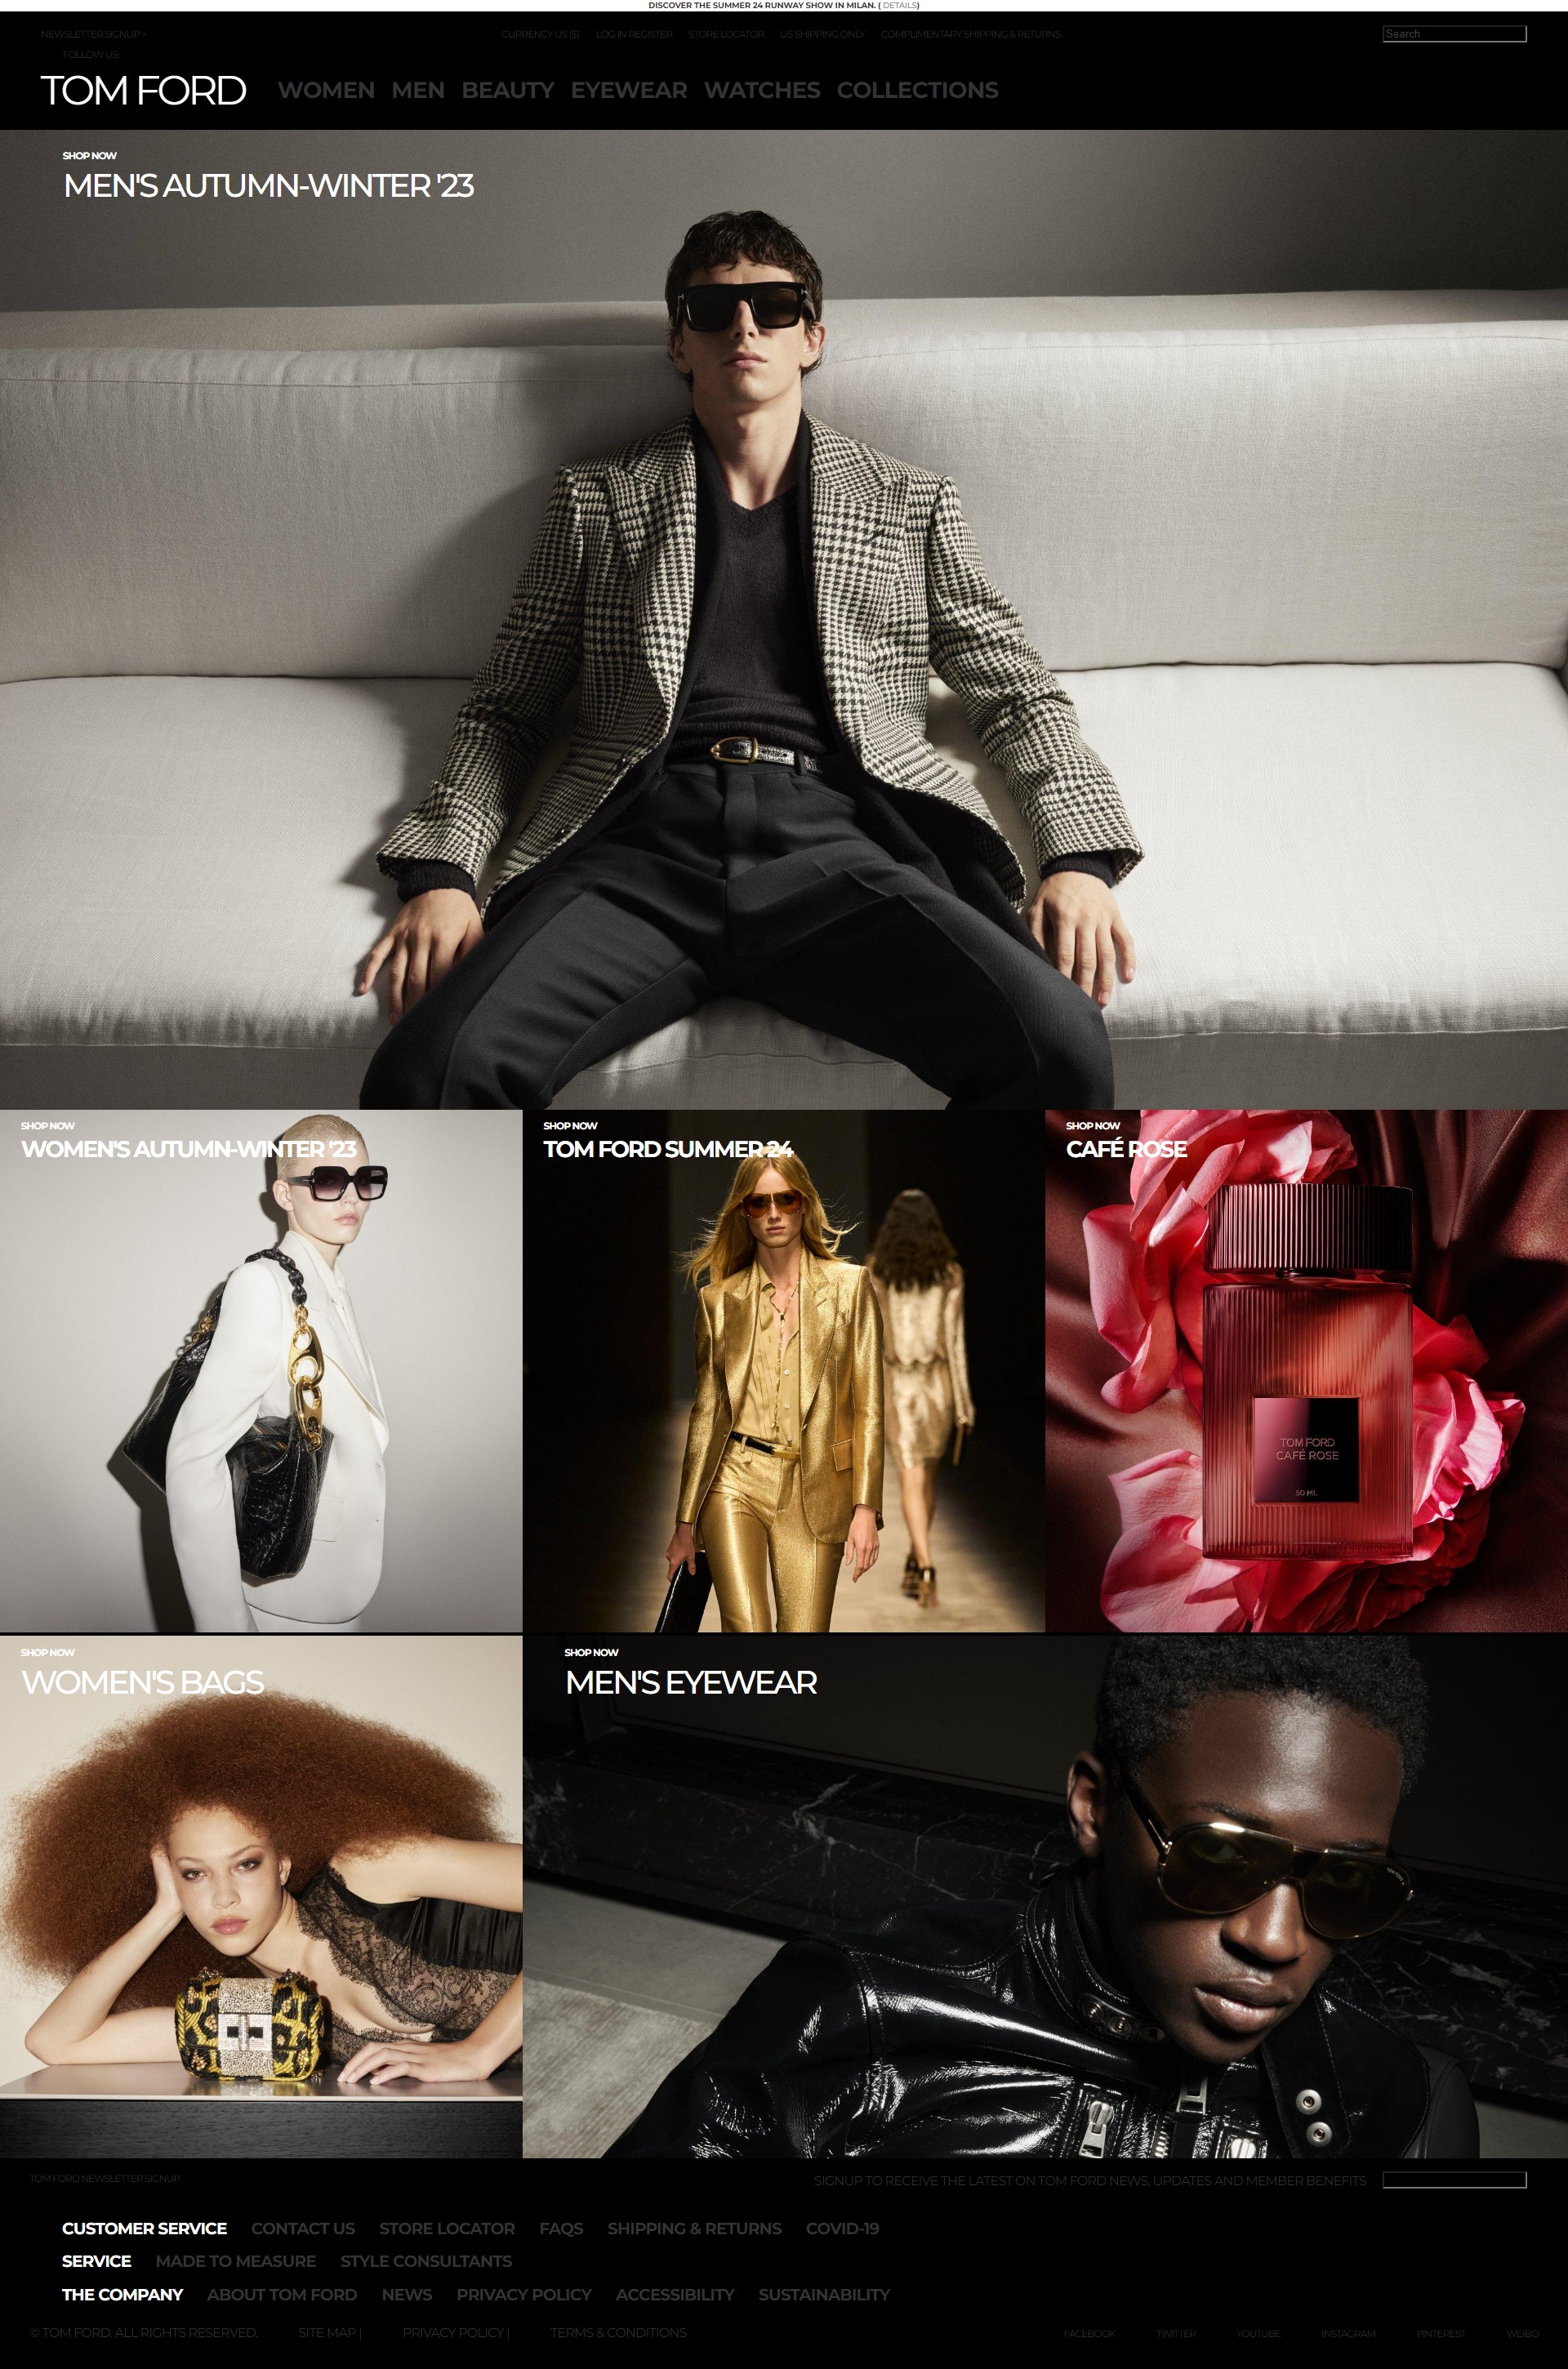 DISCOVER THE SUMMER 24 RUNWAY SHOW IN MILAN. ( DETAILS)
NEWSLETTER SIGNUP >
CURRENCY US ($) LOG IN REGISTER STORE LOCATOR US SHIPPING ONLY COMPLIMENTARY SHIPPING & RETURNS
Search
FOLLOW US:
TOM FORD
WOMEN MEN BEAUTY EYEWEAR WATCHES COLLECTIONS
SHOP NOW
MEN'S AUTUMN-WINTER '23
SHOP NOW
WOMEN'S AUTUMN-WINTER '23
SHOP NOW
TOM FORD SUMMER 24
SHOP NOW
CAFÉ ROSE
TOM FORD
CAFÉ ROSE
50 ML
SHOP NOW
WOMEN'S BAGS
SHOP NOW
MEN'S EYEWEAR
TOM FORD NEWSLETTER SIGNUP
SIGNUP TO RECEIVE THE LATEST ON TOM FORD NEWS, UPDATES AND MEMBER BENEFITS
CUSTOMER SERVICE CONTACT US STORE LOCATOR FAQS SHIPPING & RETURNS COVID-19
SERVICE MADE TO MEASURE STYLE CONSULTANTS
THE COMPANY ABOUT TOM FORD NEWS PRIVACY POLICY ACCESSIBILITY SUSTAINABILITY
© TOM FORD. ALL RIGHTS RESERVED. SITE MAP | PRIVACY POLICY | TERMS & CONDITIONS
FACEBOOK TWITTER YOUTUBE INSTAGRAM PINTEREST WEIBO